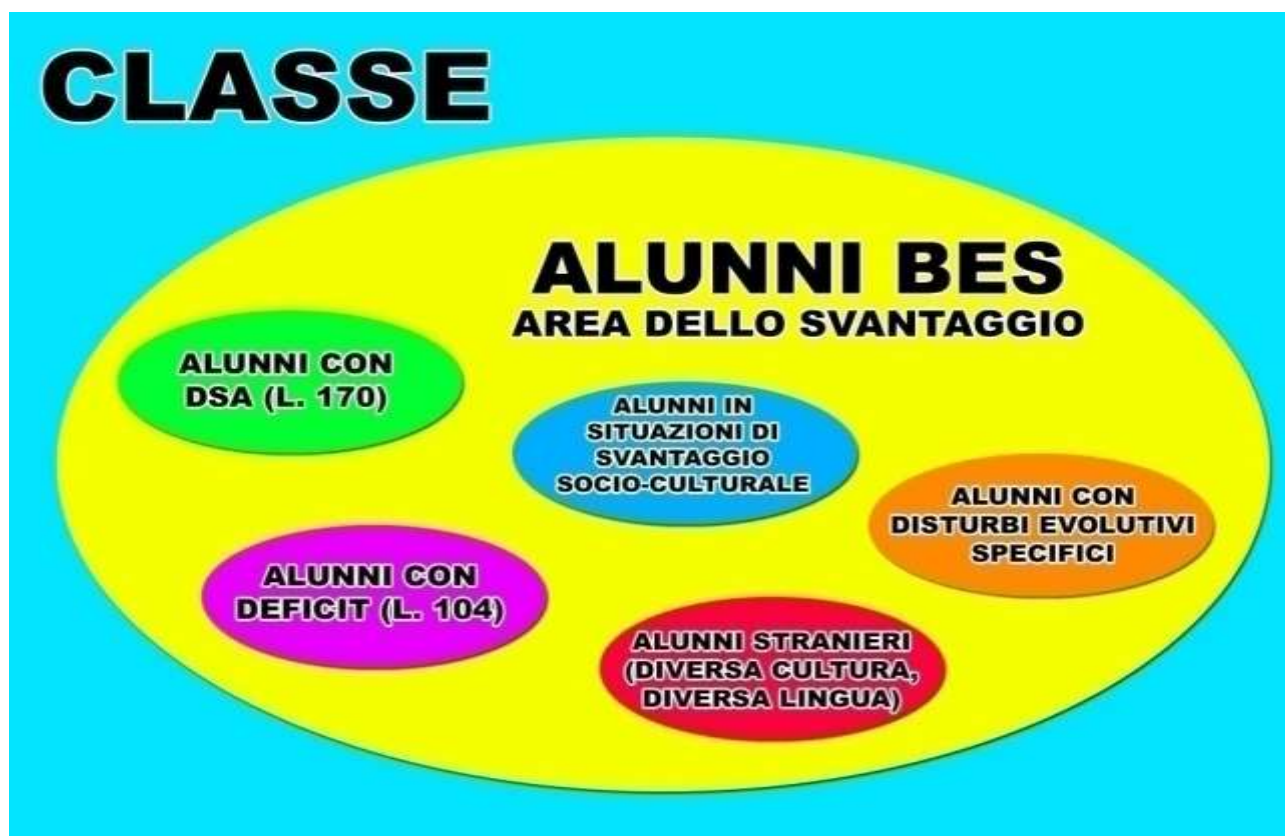 CLASSE
ALUNNI BES
AREA DELLO SVANTAGGIO
ALUNNI CON
DSA (L. 170)
ALUNNI IN
SITUAZIONI DI
SVANTAGGIO
SOCIO-CULTURALE
ALUNNI CON
DISTURBI EVOLUTIVI
SPECIFICI
ALUNNI CON
DEFICIT (L. 104)
ALUNNI STRANIERI
(DIVERSA CULTURA,
DIVERSA LINGUA)